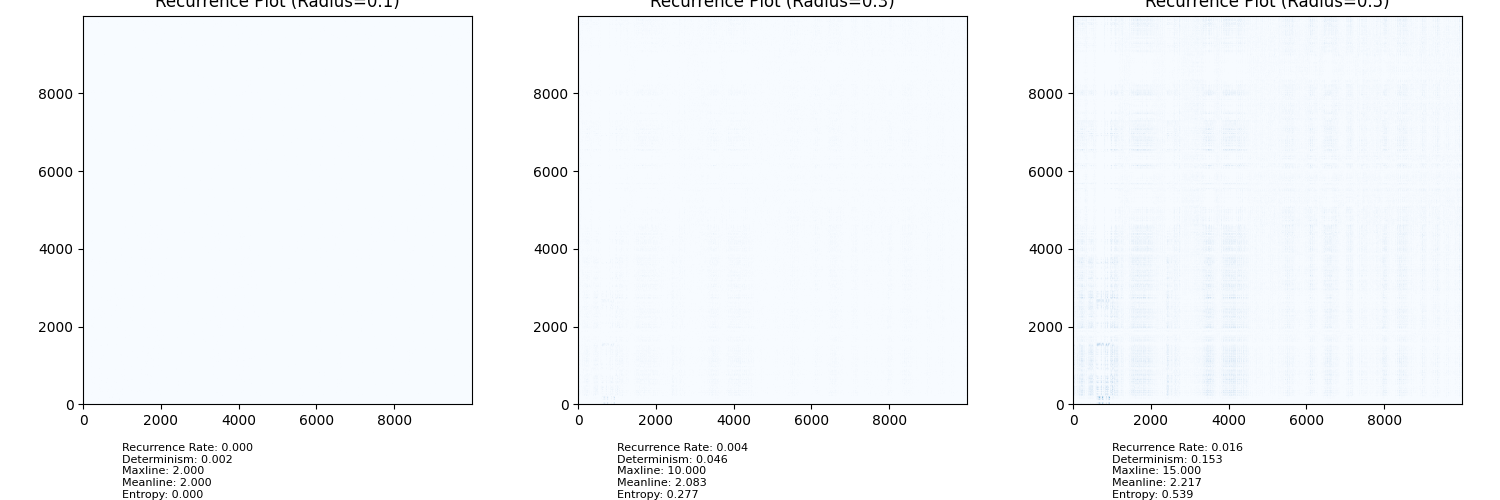 Recurrence Plot (Radius=0.1)
Recurrence Plot (Radius=0.3)
Recurrence Plot (Radius=0.5)
8000
6000
4000
2000
0
0 2000 4000 6000 8000
Recurrence Rate: 0.000
Determinism: 0.002
Maxline: 2.000
Meanline: 2.000
Entropy: 0.000
8000
6000
4000
2000
0
0 2000 4000 6000 8000
Recurrence Rate: 0.004
Determinism: 0.046
Maxline: 10.000
Meanline: 2.083
Entropy: 0.277
8000
6000
4000
2000
0
0 2000 4000 6000 8000
Recurrence Rate: 0.016
Determinism: 0.153
Maxline: 15.000
Meanline: 2.217
Entropy: 0.539